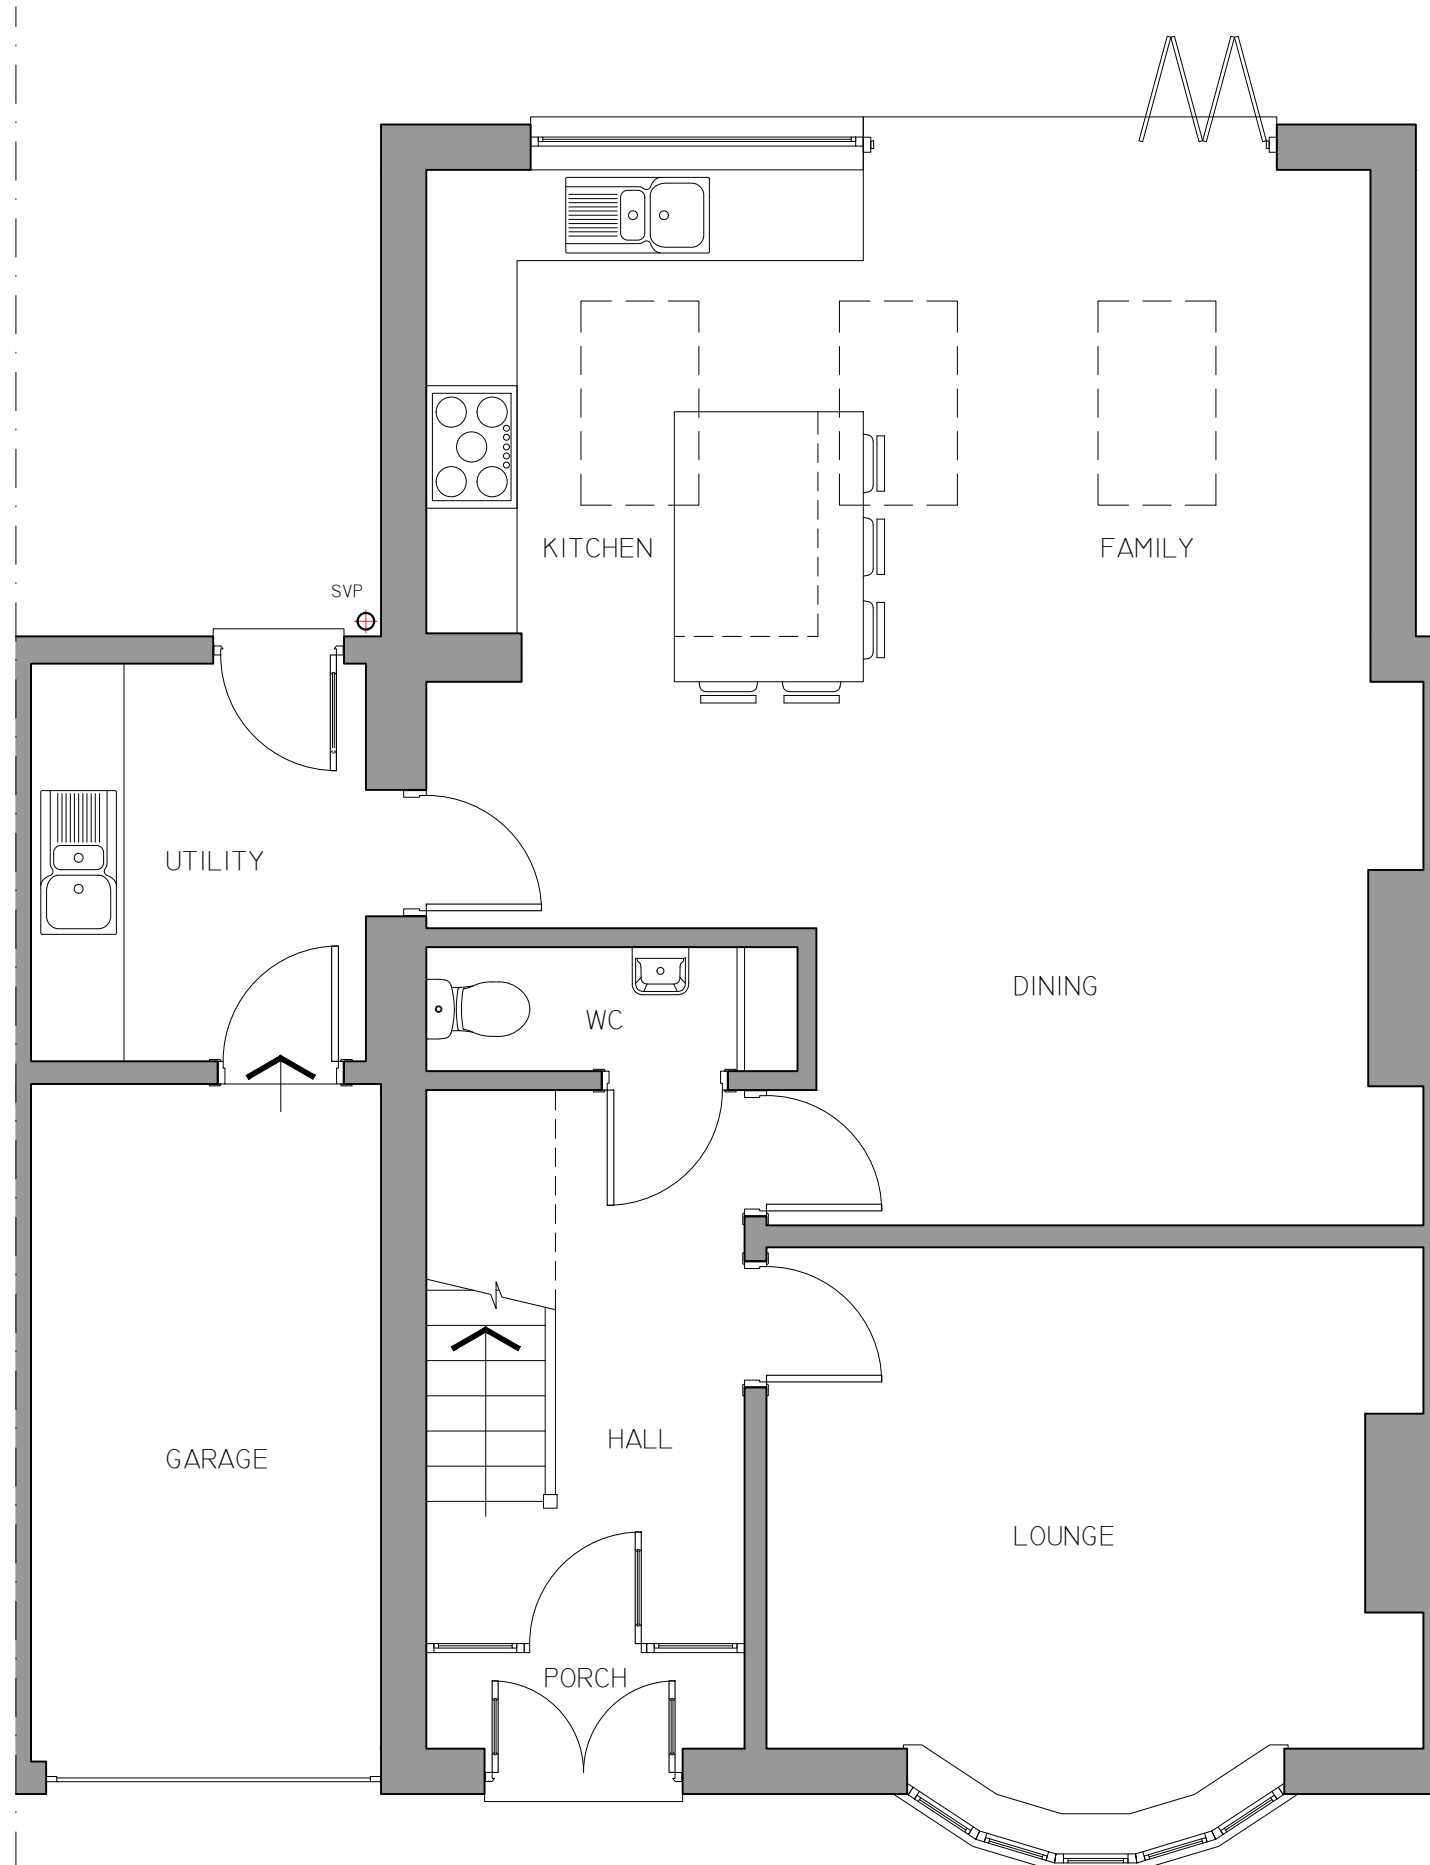 KITCHEN
FAMILY
SVP
UTILITY
DINING
WC
HALL
GARAGE
LOUNGE
PORCH